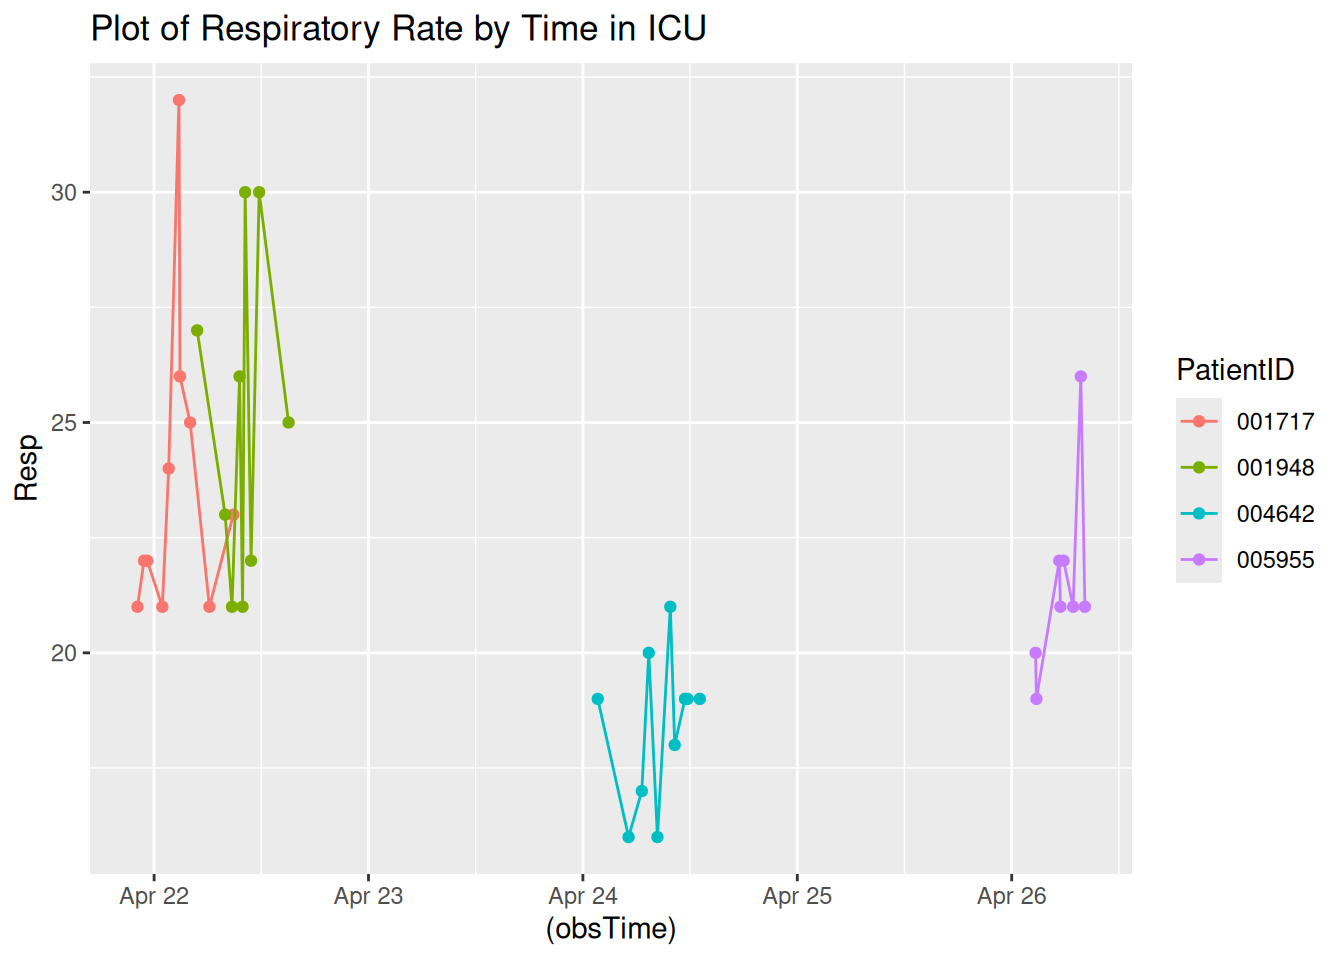 Plot of Respiratory Rate by Time in ICU
Resp
30
25
20
Apr 22 Apr 23 Apr 24 Apr 25 Apr 26
(obsTime)
PatientID
001717
001948
004642
005955